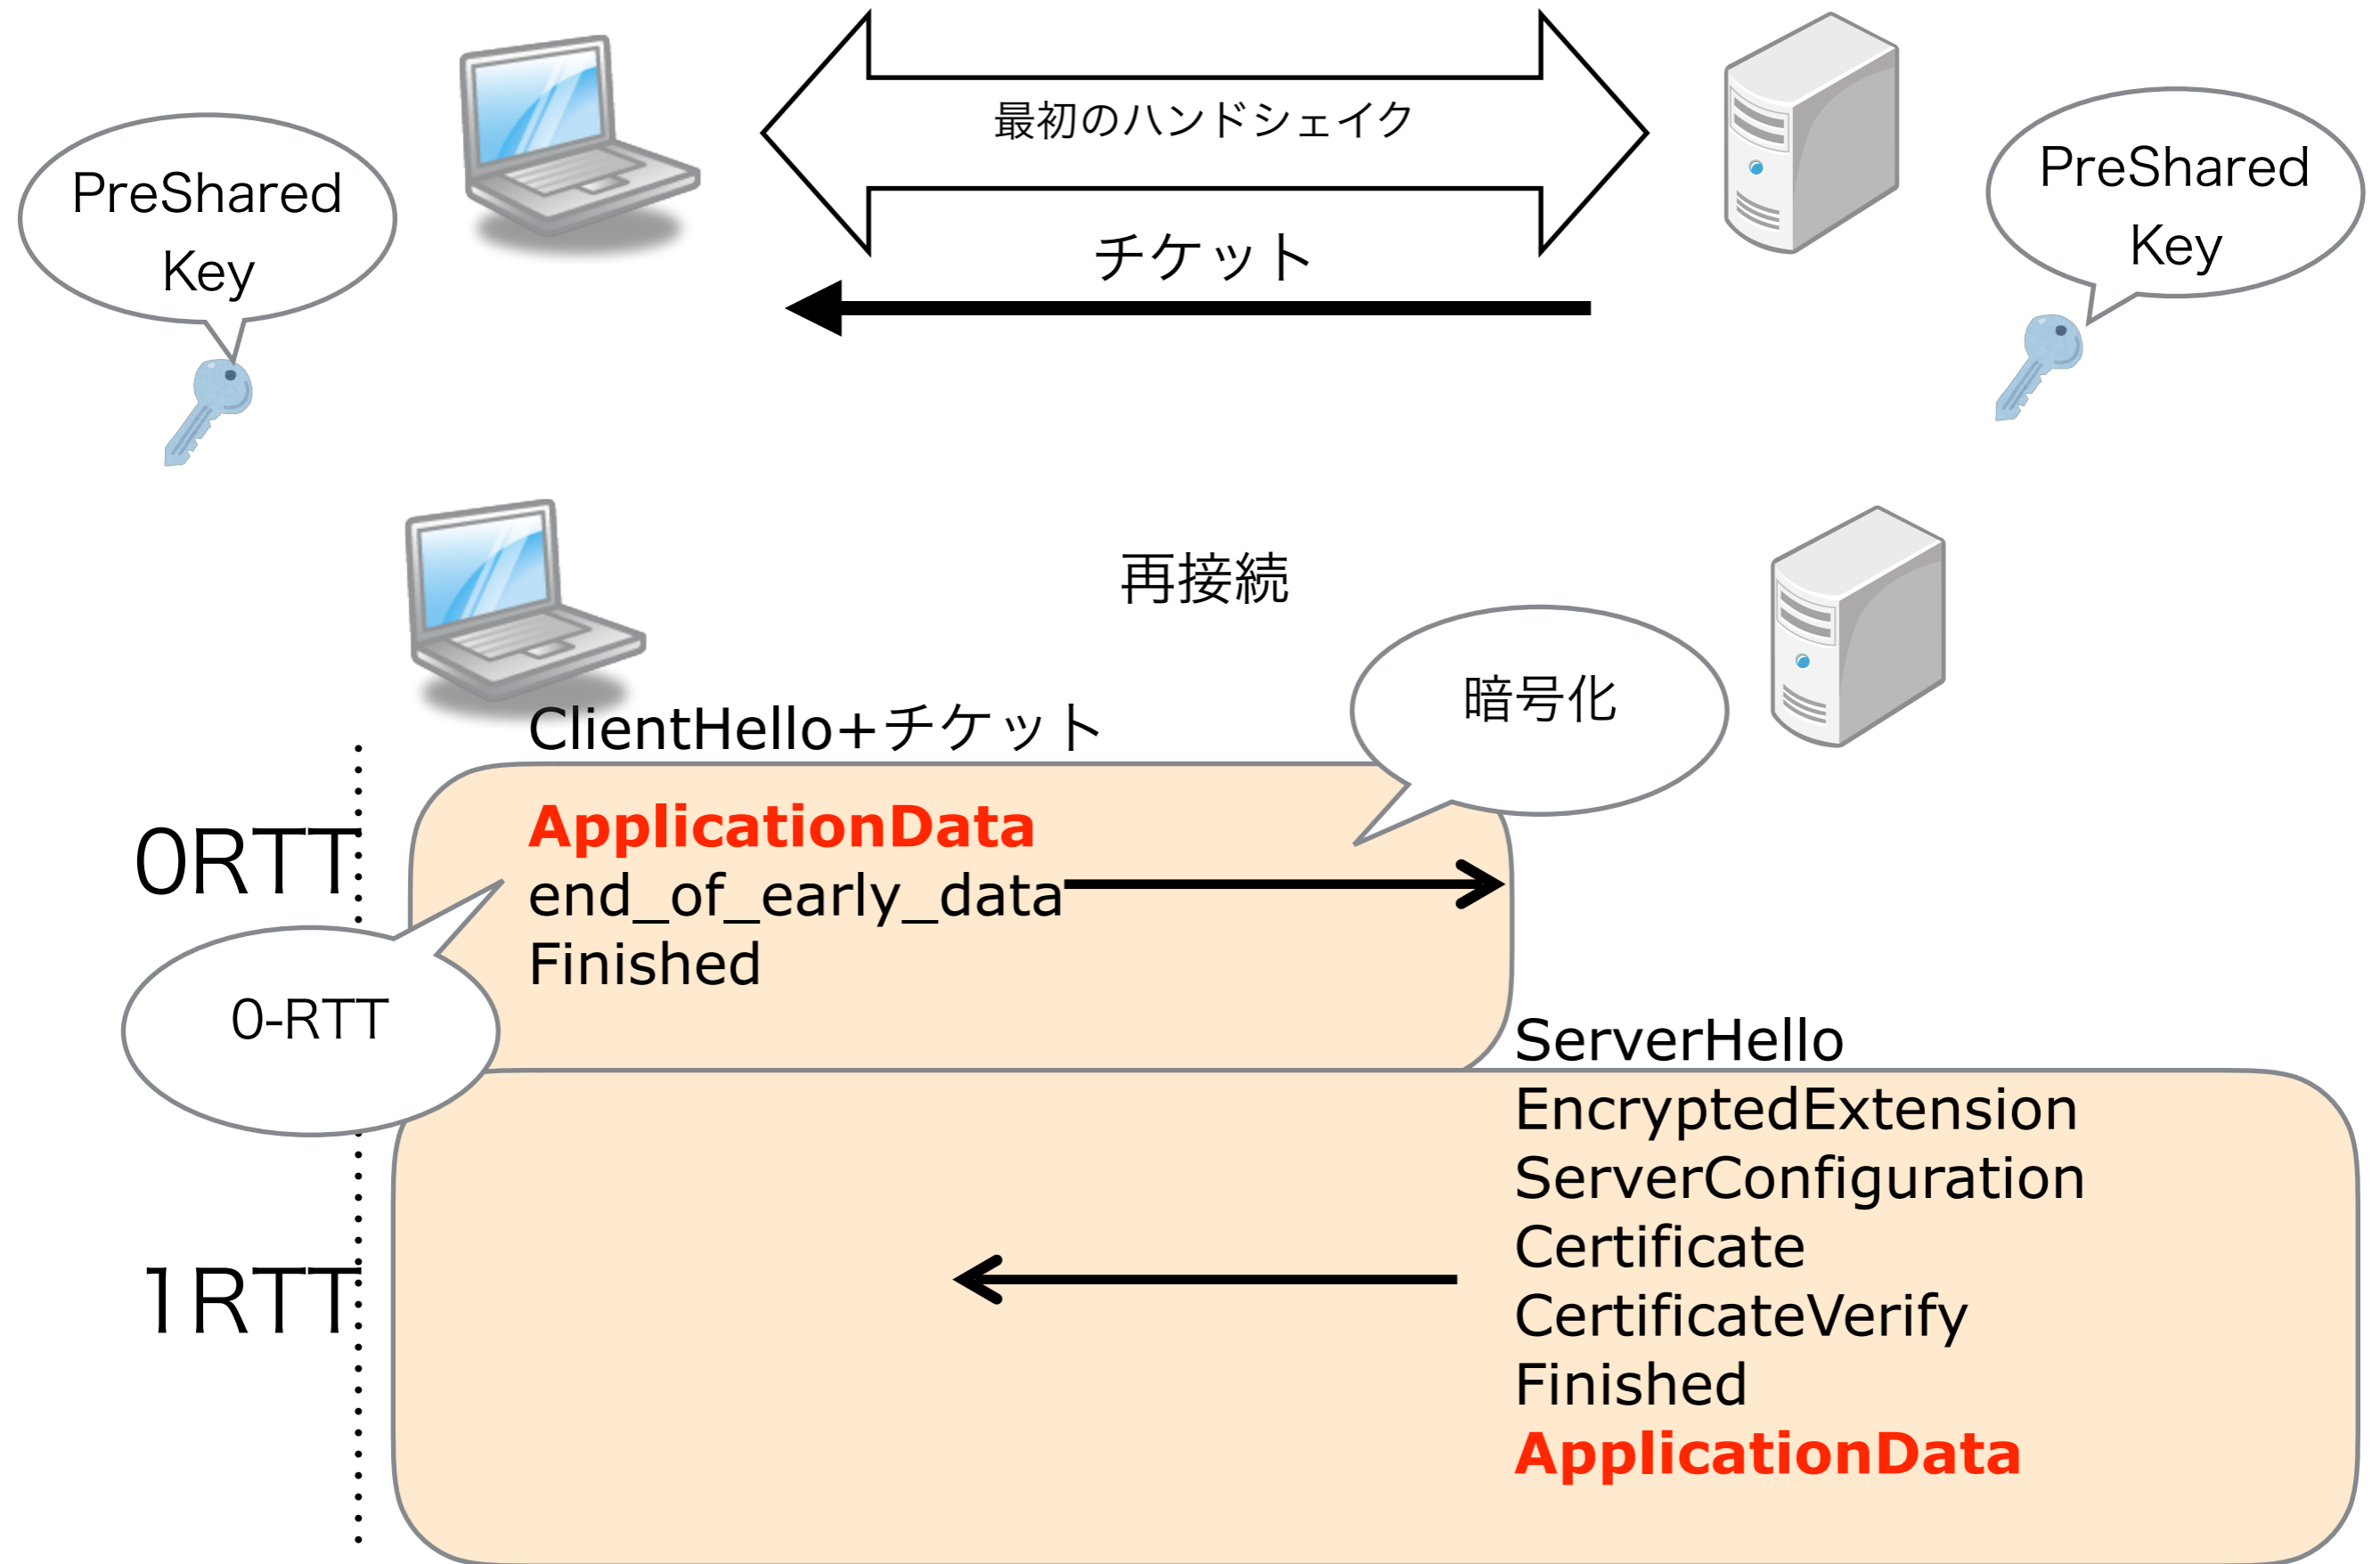 最初のハンドシェイク
PreShared
Key
PreShared
Key
チケット
再接続
暗号化
ClientHello+チケット
0RTT
ApplicationData
end_of_early_data
Finished
0-RTT
ServerHello
EncryptedExtension
ServerConfiguration
Certificate
CertificateVerify
Finished
ApplicationData
1RTT